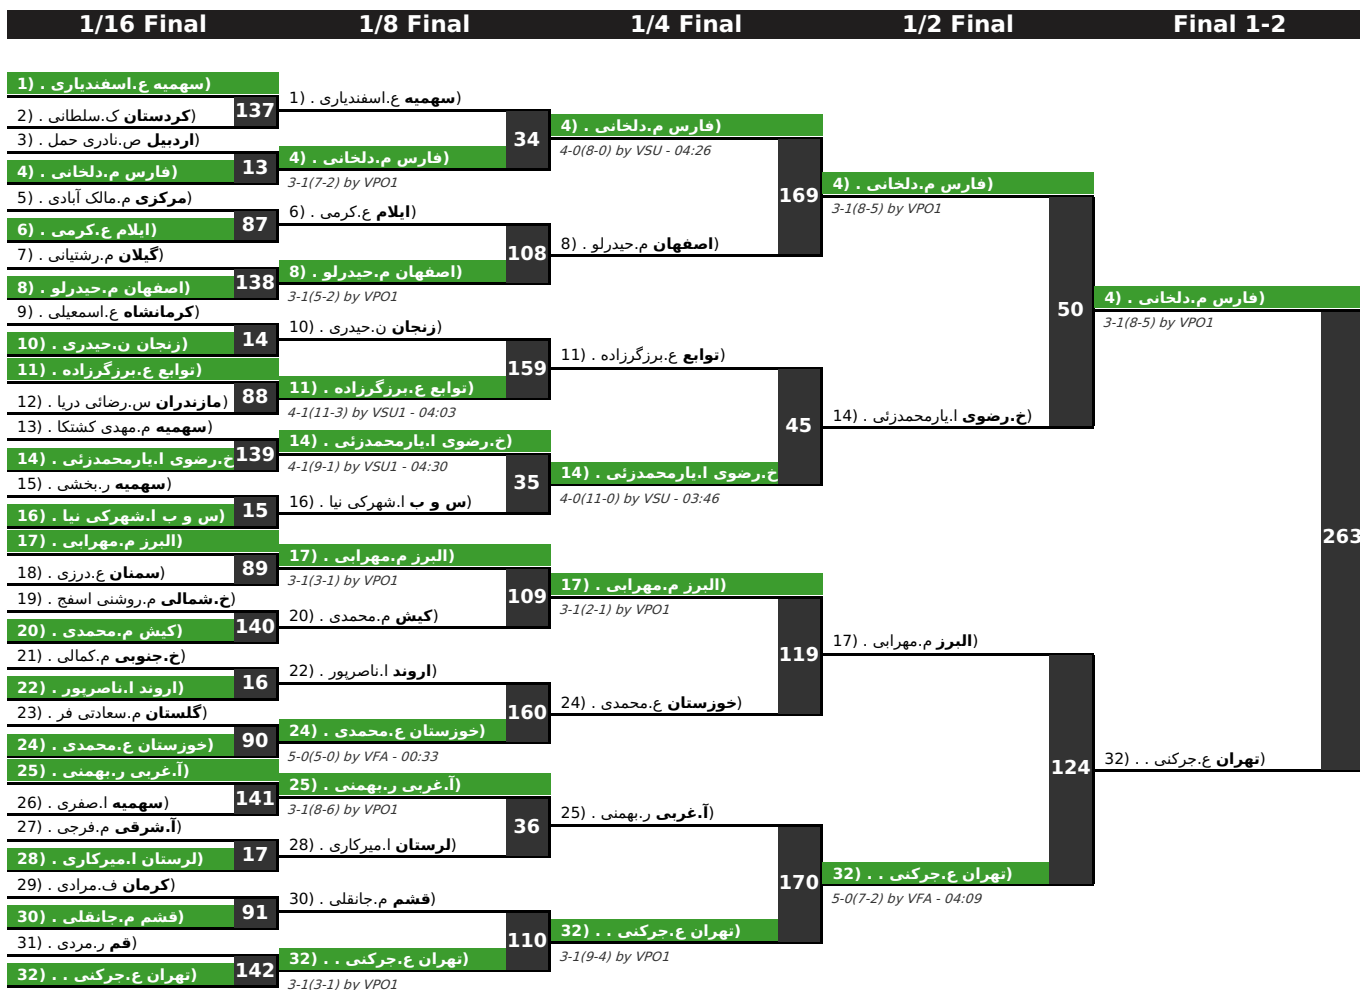 1/16 Final
1/8 Final
1/4 Final
1/2 Final
Final 1-2
1) . سهمیه ع.اسفندیاری)
137
2) . کردستان ک.سلطانی)
3) . اردبیل ص.نادری حمل)
13
4) . فارس م.دلخانی)
5) . مرکزی م.مالک آبادی)
87
6) . ایلام ع.کرمی)
7) . گیلان م.رشتیانی)
138
8) . اصفهان م.حیدرلو)
9) . کرمانشاه ع.اسمعیلی)
14
10) . زنجان ن.حیدری)
11) . توابع ع.برزگرزاده)
88
12) . مازندران س.رضائی دریا)
13) . سهمیه م.مهدی کشتکا)
139
14) . خ.رضوی ا.یارمحمدزئی
15) . سهمیه ر.بخشی)
15
16) . س و ب ا.شهرکی نیا)
17) . البرز م.مهرابی)
89
18) . سمنان ع.درزی)
19) . خ.شمالی م.روشنی اسفج)
140
20) . کیش م.محمدی)
21) . خ.جنوبی م.کمالی)
16
22) . اروند ا.ناصرپور)
23) . گلستان م.سعادتی فر)
90
24) . خوزستان ع.محمدی)
25) . آ.غربی ر.بهمنی)
141
26) . سهمیه ا.صفری)
27) . آ.شرقی م.فرجی)
17
28) . لرستان ا.میرکاری)
29) . کرمان ف.مرادی)
91
30) . قشم م.جانقلی)
31) . قم ر.مردی)
142
32) . . تهران ع.جرکنی)
1) . سهمیه ع.اسفندیاری)
34
4) . فارس م.دلخانی)
3-1(7-2) by VPO1
6) . ایلام ع.کرمی)
108
8) . اصفهان م.حیدرلو)
3-1(5-2) by VPO1
10) . زنجان ن.حیدری)
159
11) . توابع ع.برزگرزاده)
4-1(11-3) by VSU1 - 04:03
14) . خ.رضوی ا.یارمحمدزئی)
4-1(9-1) by VSU1 - 04:30
35
16) . س و ب ا.شهرکی نیا)
17) . البرز م.مهرابی)
3-1(3-1) by VPO1
109
20) . کیش م.محمدی)
22) . اروند ا.ناصرپور)
160
24) . خوزستان ع.محمدی)
5-0(5-0) by VFA - 00:33
25) . آ.غربی ر.بهمنی)
3-1(8-6) by VPO1
36
28) . لرستان ا.میرکاری)
30) . قشم م.جانقلی)
110
32) . . تهران ع.جرکنی)
3-1(3-1) by VPO1
4) . فارس م.دلخانی)
4-0(8-0) by VSU - 04:26
169
8) . اصفهان م.حیدرلو)
11) . توابع ع.برزگرزاده)
45
14) . خ.رضوی ا.یارمحمدزئی
4-0(11-0) by VSU - 03:46
17) . البرز م.مهرابی)
3-1(2-1) by VPO1
119
24) . خوزستان ع.محمدی)
25) . آ.غربی ر.بهمنی)
170
32) . . تهران ع.جرکنی)
3-1(9-4) by VPO1
4) . فارس م.دلخانی)
3-1(8-5) by VPO1
50
14) . خ.رضوی ا.یارمحمدزئی)
17) . البرز م.مهرابی)
124
32) . . تهران ع.جرکنی)
5-0(7-2) by VFA - 04:09
4) . فارس م.دلخانی)
3-1(8-5) by VPO1
263
32) . . تهران ع.جرکنی)